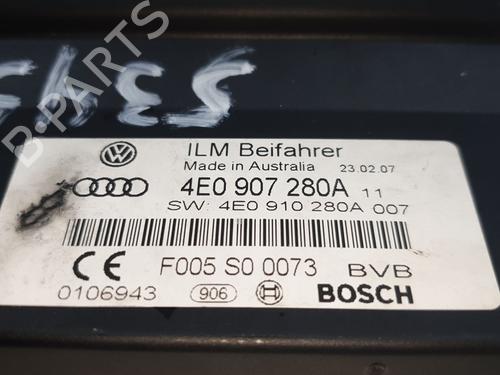 B-PARTS
ILM Beifahrer
Made in Australia 23.02.07
4E0 907 280A 11
SW: 4E0 910 280A 007
F005 S0 0073 BVB
0106943 906 BOSCH